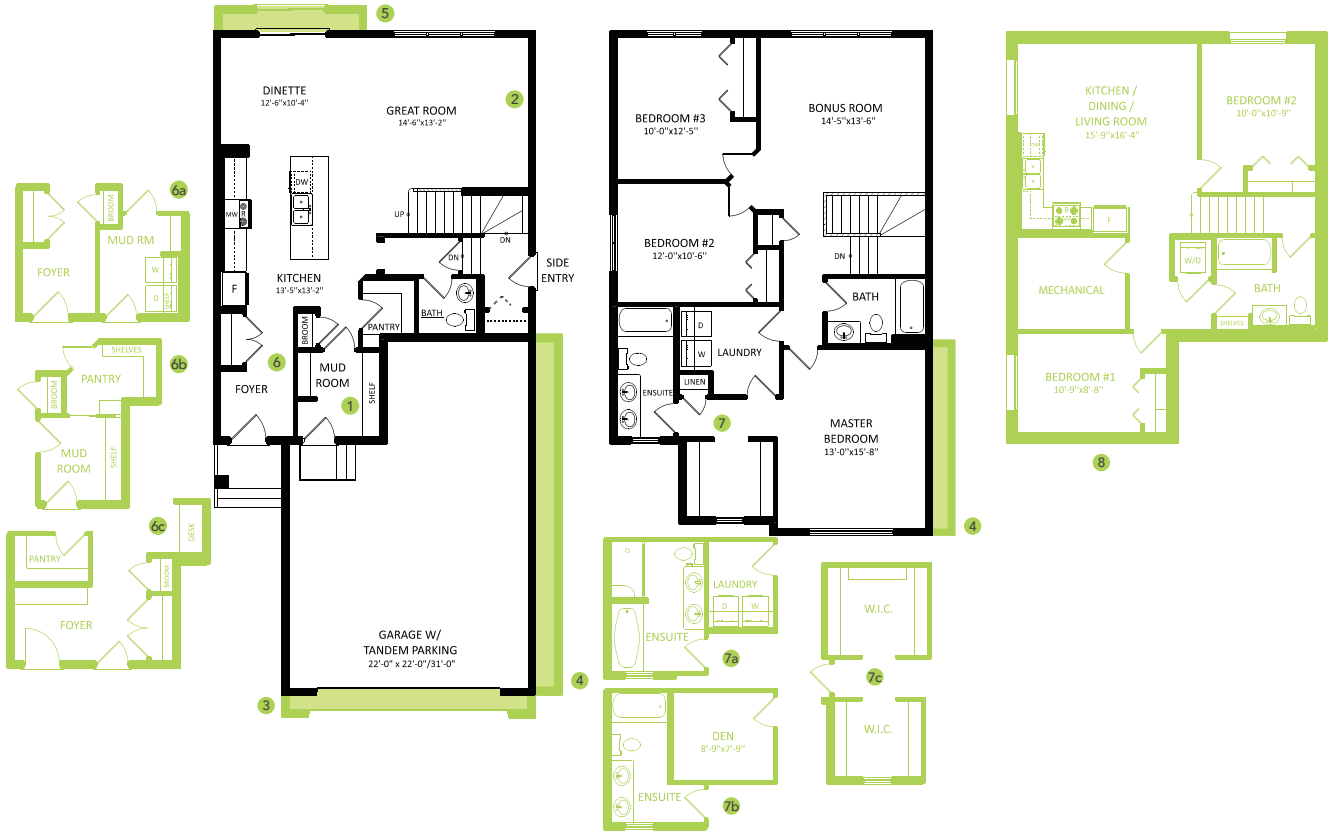 5
DINETTE
12'-6"x10'-4"
GREAT ROOM
14'-6"x13'-2"
2
DW
MW
R
UP
DN
DN
SIDE
ENTRY
KITCHEN
13'-5"x13'-2"
F
BATH
PANTRY
BROOM
6
FOYER
MUD
ROOM
1
SHELF
GARAGE W/
TANDEM PARKING
22'-0" x 22'-0"/31'-0"
3
4
6a
BROOM
MUD RM
FOYER
W
D
SHELF
6b
SHELVES
PANTRY
BROOM
MUD
ROOM
SHELF
6c
DESK
PANTRY
BROOM
FOYER
BEDROOM #3
10'-0"x12'-5"
BONUS ROOM
14'-5"x13'-6"
BEDROOM #2
12'-0"x10'-6"
DN
BATH
D
W
LAUNDRY
LINEN
ENSUITE
7
MASTER
BEDROOM
13'-0"x15'-8"
4
LAUNDRY
D
W
ENSUITE
7a
DEN
8'-9"x7'-9"
ENSUITE
7b
W.I.C.
7c
W.I.C.
KITCHEN /
DINING /
LIVING ROOM
15'-9"x16'-4"
BEDROOM #2
10'-0"x10'-9"
DW
R
F
W/D
MECHANICAL
BATH
SHELVES
BEDROOM #1
10'-9"x8'-8"
8